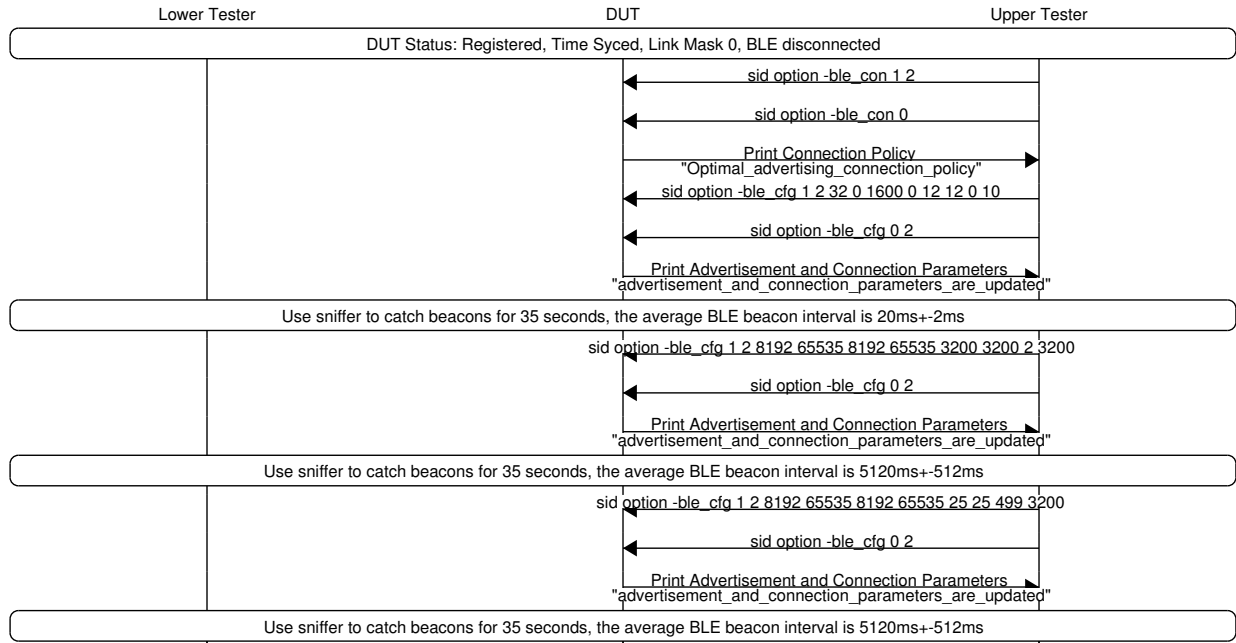 Lower Tester DUT Upper Tester
DUT Status: Registered, Time Syced, Link Mask 0, BLE disconnected
sid option -ble_con 1 2
sid option -ble_con 0
Print Connection Policy
"Optimal_advertising_connection_policy"
sid option -ble_cfg 1 2 32 0 1600 0 12 12 0 10
sid option -ble_cfg 0 2
Print Advertisement and Connection Parameters
"advertisement_and_connection_parameters_are_updated"
Use sniffer to catch beacons for 35 seconds, the average BLE beacon interval is 20ms+-2ms
sid option -ble_cfg 1 2 8192 65535 8192 65535 3200 3200 2 3200
sid option -ble_cfg 0 2
Print Advertisement and Connection Parameters
"advertisement_and_connection_parameters_are_updated"
Use sniffer to catch beacons for 35 seconds, the average BLE beacon interval is 5120ms+-512ms
sid option -ble_cfg 1 2 8192 65535 8192 65535 25 25 499 3200
sid option -ble_cfg 0 2
Print Advertisement and Connection Parameters
"advertisement_and_connection_parameters_are_updated"
Use sniffer to catch beacons for 35 seconds, the average BLE beacon interval is 5120ms+-512ms